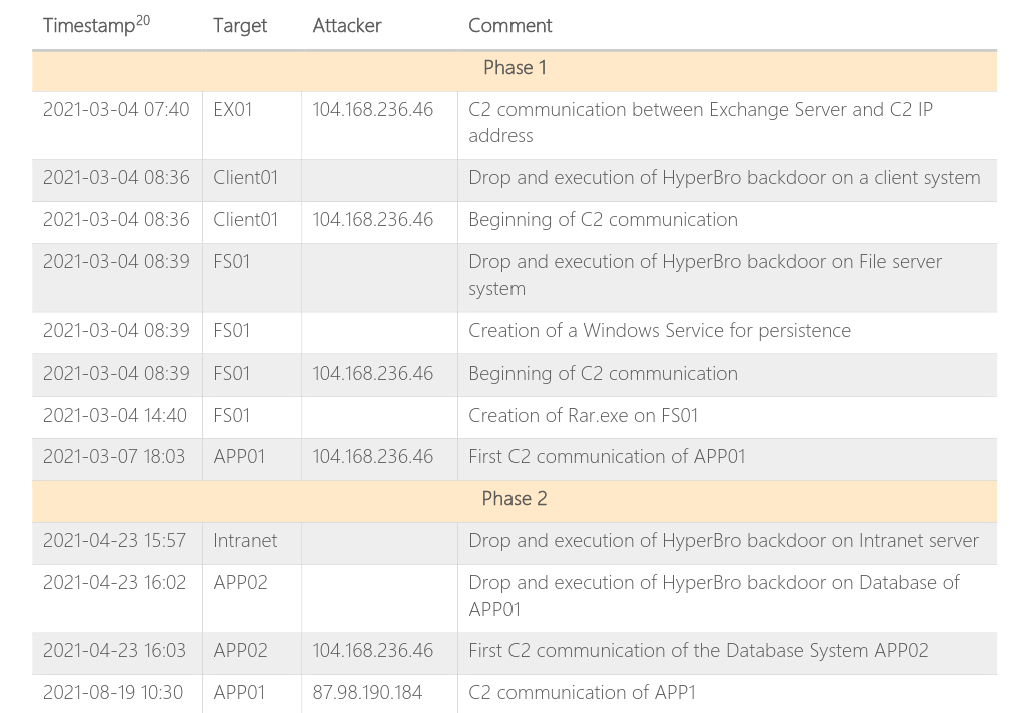 Timestamp20 Target Attacker Comment
Phase 1
2021-03-04 07:40 EX01 104.168.236.46 C2 communication between Exchange Server and C2 IP
address
2021-03-04 08:36 Client01 Drop and execution of HyperBro backdoor on a client system
2021-03-04 08:36 Client01 104.168.236.46 Beginning of C2 communication
2021-03-04 08:39 FS01 Drop and execution of HyperBro backdoor on File server
system
2021-03-04 08:39 FS01 Creation of a Windows Service for persistence
2021-03-04 08:39 FS01 104.168.236.46 Beginning of C2 communication
2021-03-04 14:40 FS01 Creation of Rar.exe on FS01
2021-03-07 18:03 APP01 104.168.236.46 First C2 communication of APP01
Phase 2
2021-04-23 15:57 Intranet Drop and execution of HyperBro backdoor on Intranet server
2021-04-23 16:02 APP02 Drop and execution of HyperBro backdoor on Database of
APP01
2021-04-23 16:03 APP02 104.168.236.46 First C2 communication of the Database System APP02
2021-08-19 10:30 APP01 87.98.190.184 C2 communication of APP1